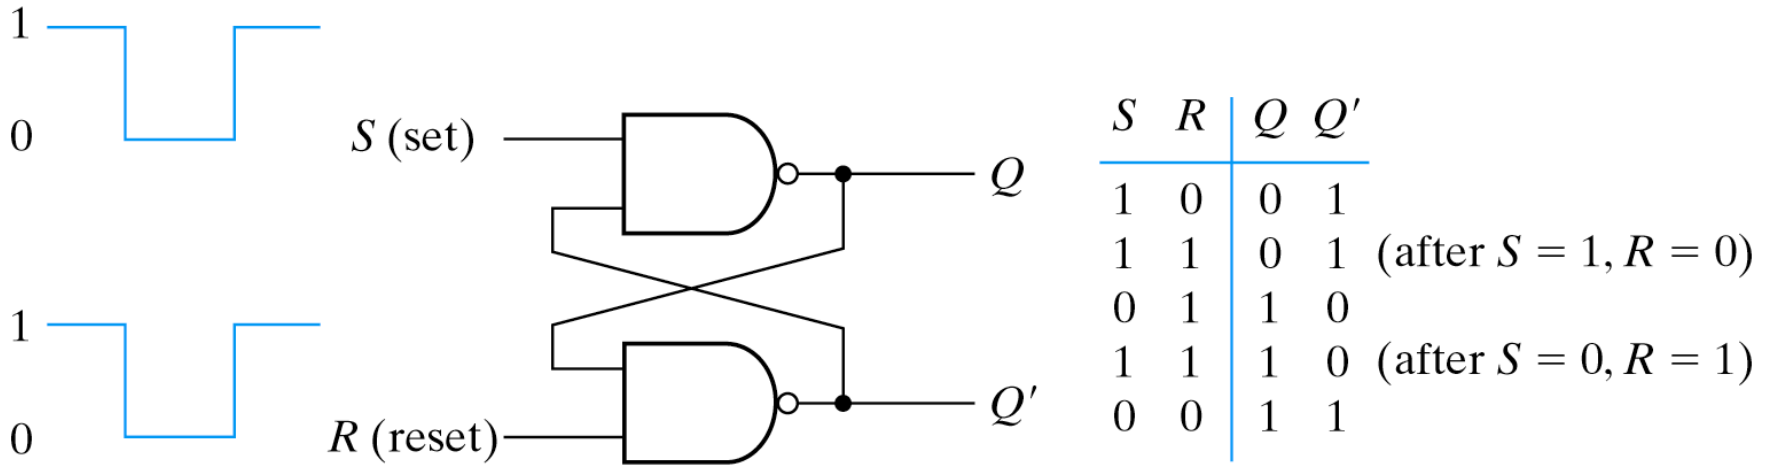 1
0
S (set)
Q
1
0
R (reset)
Q′
S R Q Q′
1 0 0 1
1 1 0 1 (after S = 1, R = 0)
0 1 1 0
1 1 1 0 (after S = 0, R = 1)
0 0 1 1